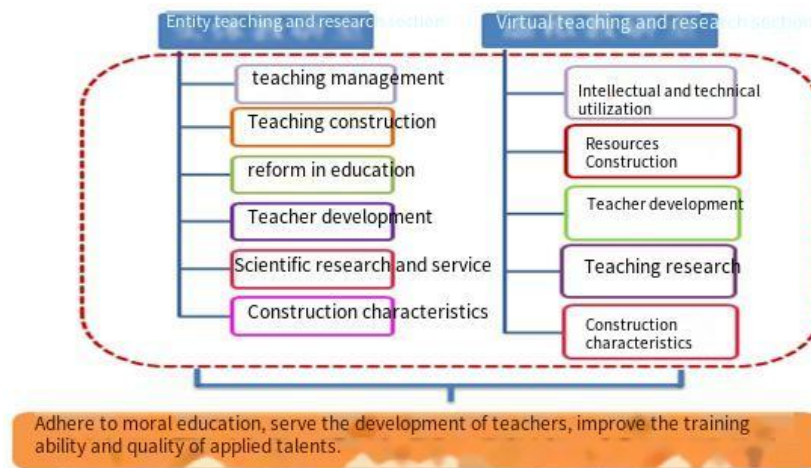 Entity teaching and research section
Virtual teaching and research section
teaching management
Teaching construction
reform in education
Teacher development
Scientific research and service
Construction characteristics
Intellectual and technical
utilization
Resources
Construction
Teacher development
Teaching research
Construction
characteristics
Adhere to moral education, serve the development of teachers, improve the training
ability and quality of applied talents.